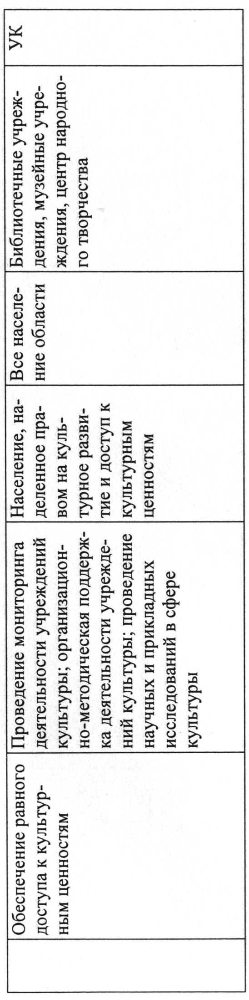 Обеспечение равного
доступа к культур-
ным ценностям
Проведение мониторинга
деятельности учреждений
культуры; организацион-
но-методическая поддерж-
ка деятельности учрежде-
ний культуры; проведение
научных и прикладных
исследований в сфере
культуры
Население, на-
деленное пра-
вом на куль-
турное разви-
тие и доступ к
культурным
ценностям
Все населе-
ние области
Библиотечные учреж-
дения, музейные учре-
ждения, центр народно-
го творчества
УК